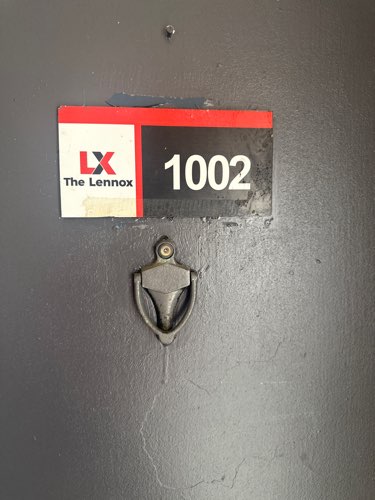 LX
The Lennox
1002